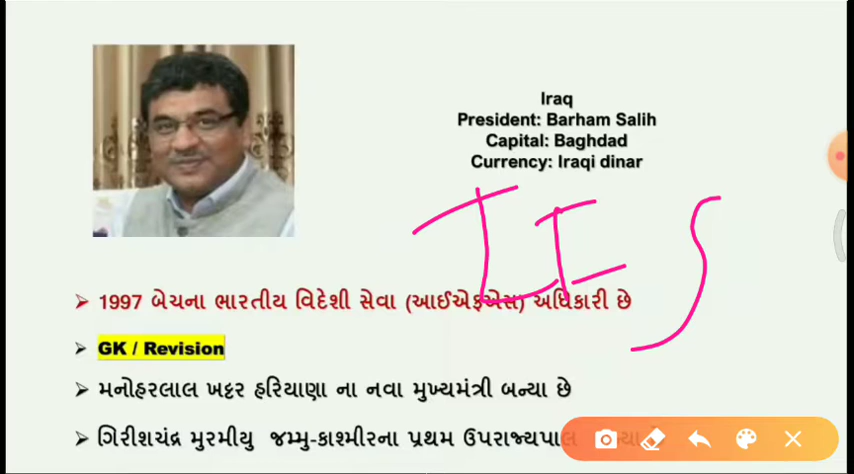 Iraq
President: Barham Salih
Capital: Baghdad
Currency: Iraqi dinar
1997 બેચના ભારતીય વિદેશી સેવા (આઈએફએસ) અધિકારી છે
GK / Revision
મનોહરલાલ ખટ્ટર હરિયાણા ના નવા મુખ્યમંત્રી બન્યા છે
ગિરીશચંદ્ર મુરમીયુ જમ્મુ-કાશ્મીરના પ્રથમ ઉપરાજ્યપાલ